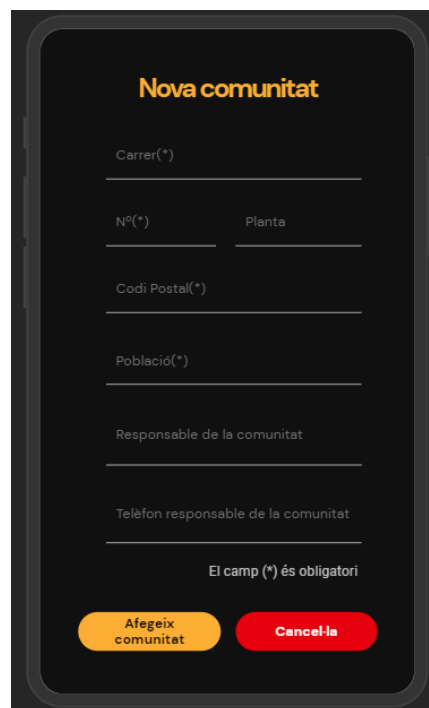 Nova comunitat
Carrer(*)
Nº(*) Planta
Codi Postal(*)
Població(*)
Responsable de la comunitat
Telèfon responsable de la comunitat
El camp (*) és obligatori
Afegeix
comunitat
Cancel·la